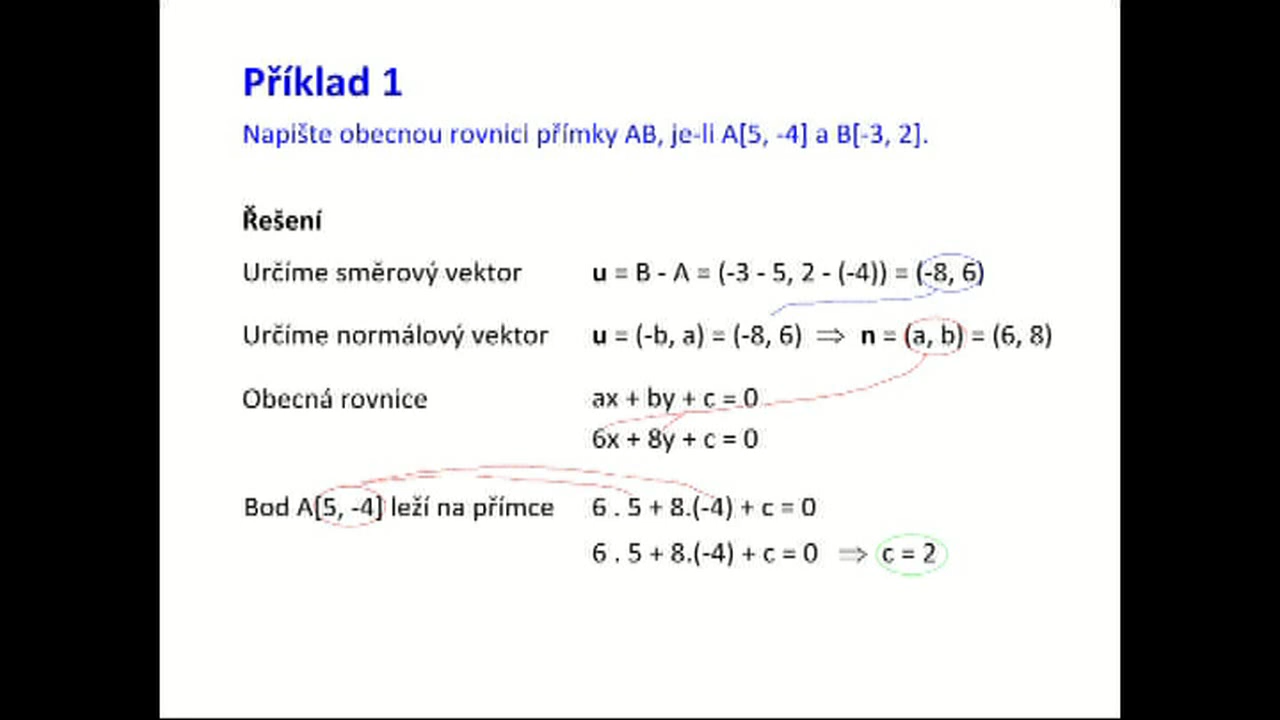 Příklad 1
Napište obecnou rovnici přímky AB, je-li A[5, -4] a B[-3, 2].
Řešení
Určíme směrový vektor u = B - A = (-3 - 5, 2 - (-4)) = (-8, 6)
Určíme normálový vektor u = (-b, a) = (-8, 6) ⇒ n = (a, b) = (6, 8)
Obecná rovnice ax + by + c = 0
6x + 8y + c = 0
Bod A[5, -4] leží na přímce 6 . 5 + 8.(-4) + c = 0
6 . 5 + 8.(-4) + c = 0 ⇒ c = 2